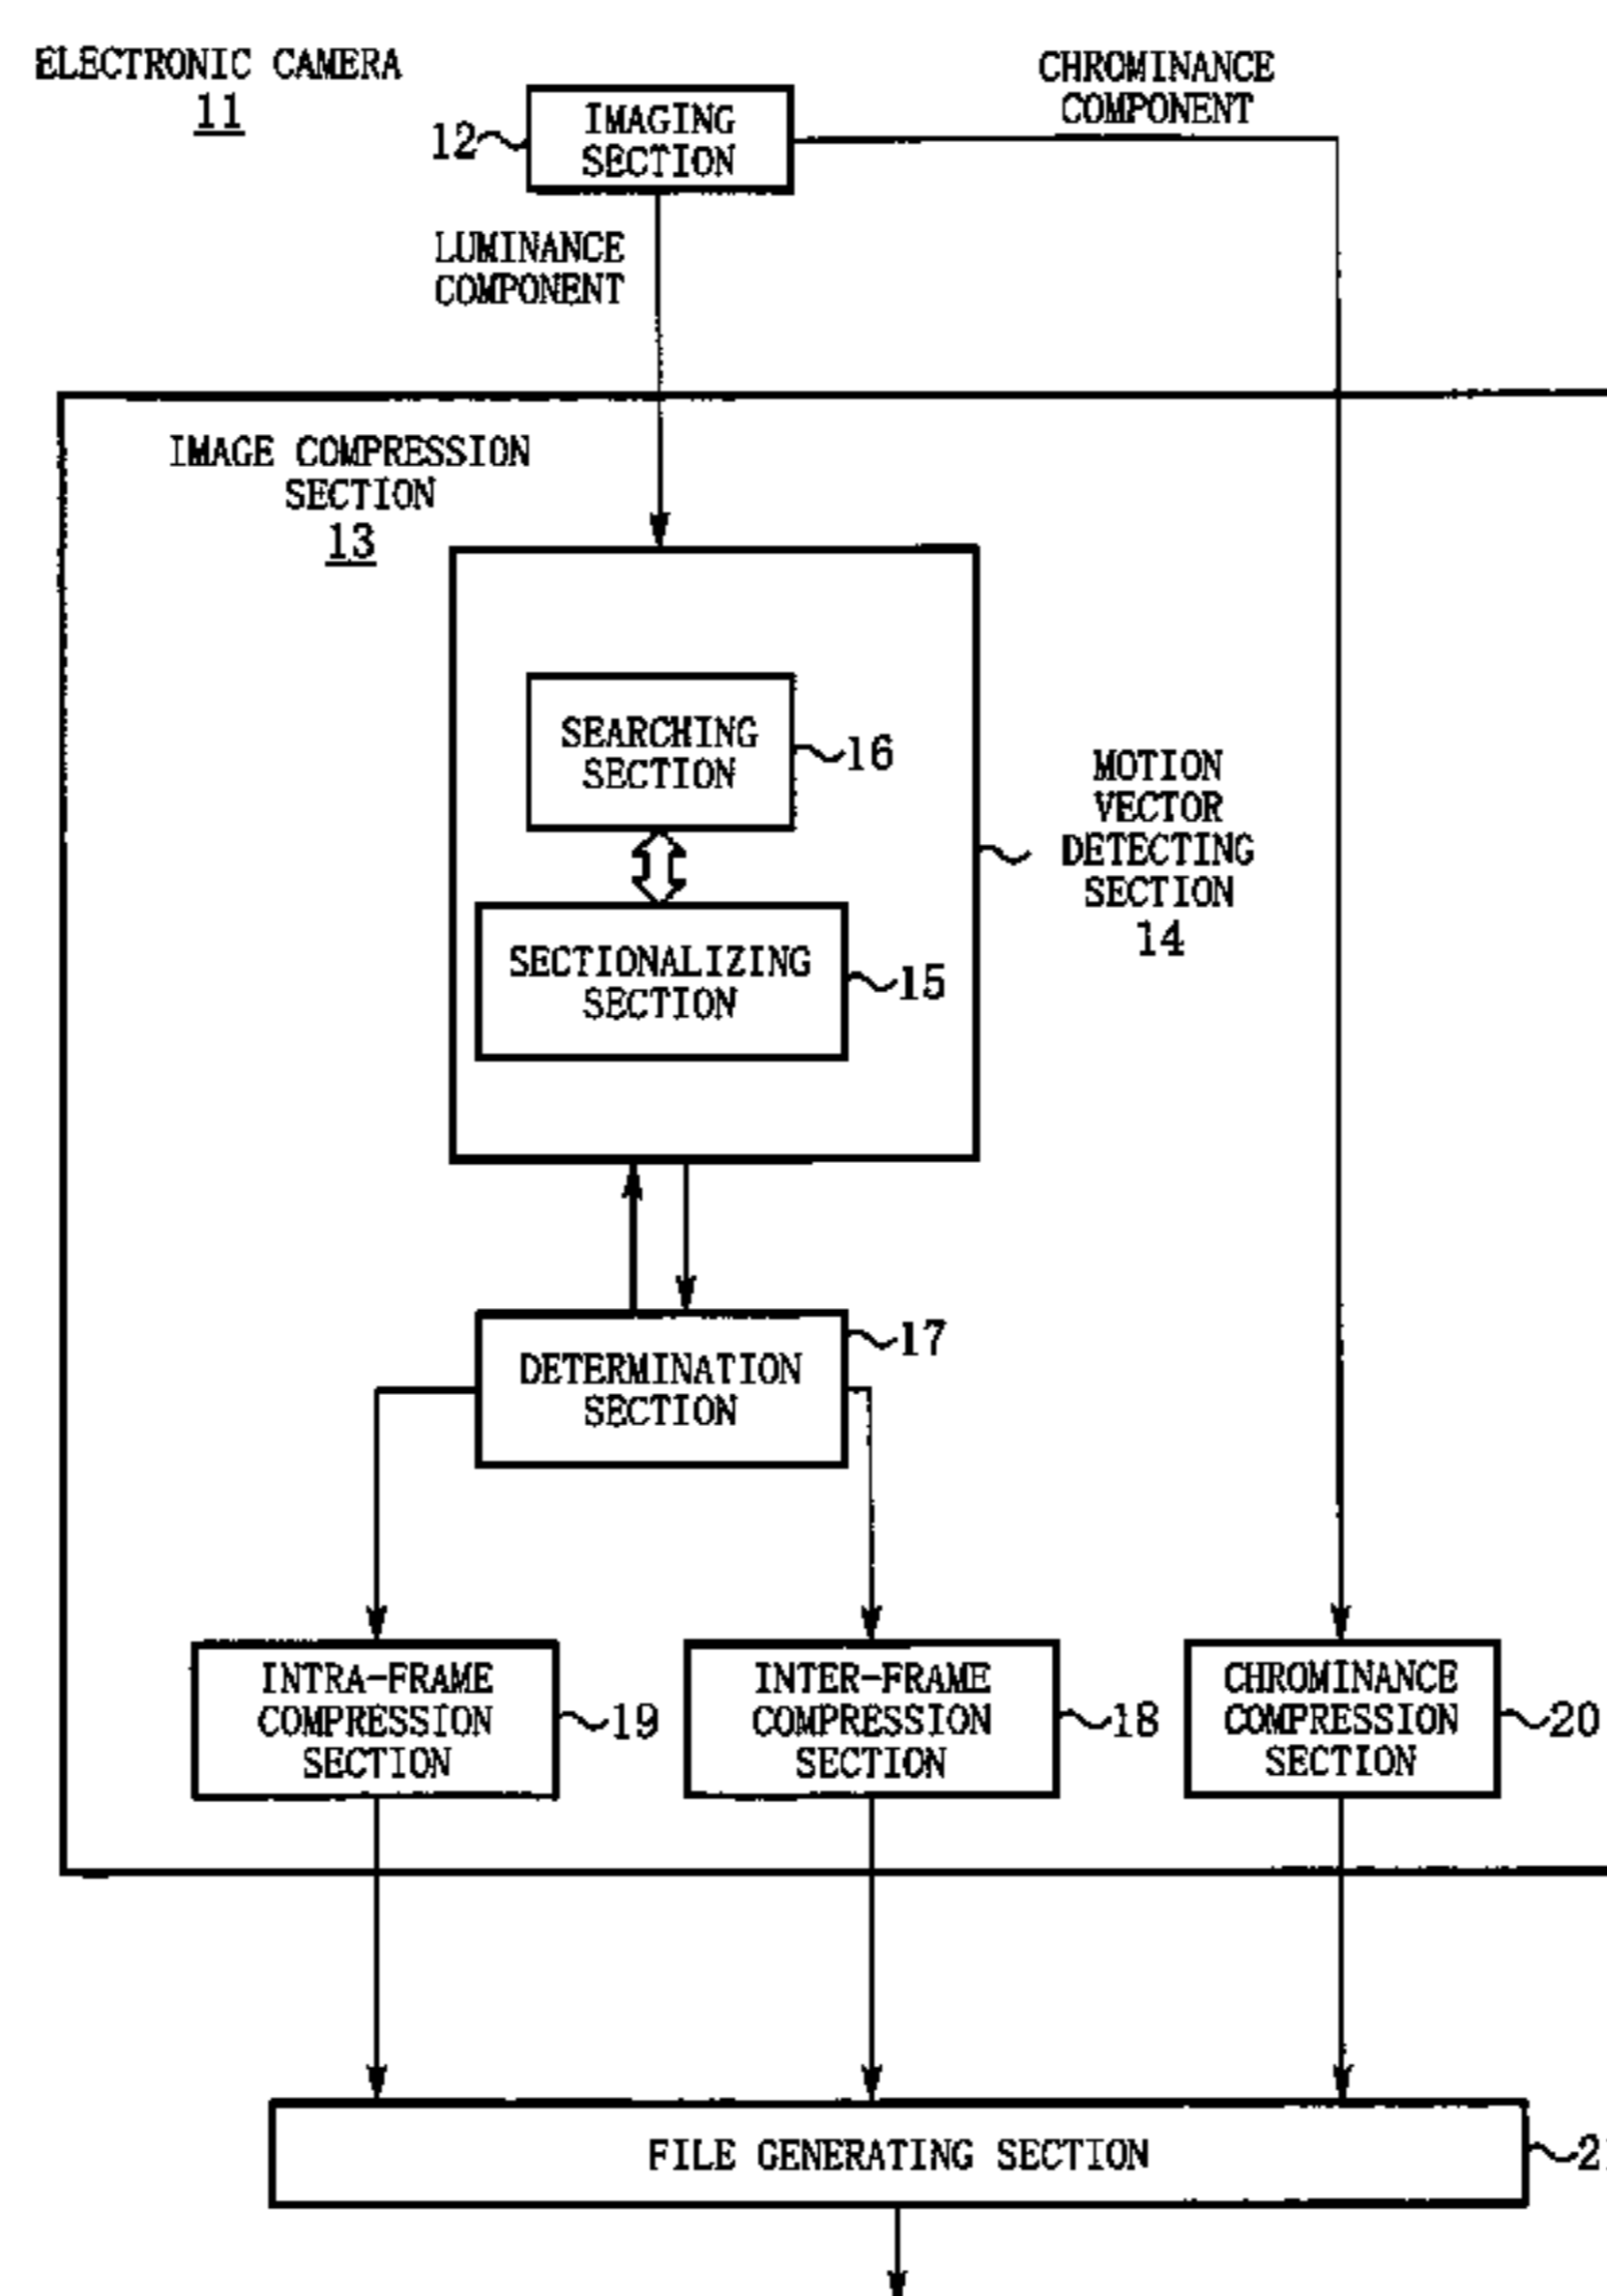 ELECTRONIC CAMERA
11
12
IMAGING
SECTION
CHROMINANCE
COMPONENT
LUMINANCE
COMPONENT
IMAGE COMPRESSION
SECTION
13
SEARCHING
SECTION
16
MOTION
VECTOR
DETECTING
SECTION
14
SECTIONALIZING
SECTION
15
DETERMINATION
SECTION
17
INTRA-FRAME
COMPRESSION
SECTION
19
INTER-FRAME
COMPRESSION
SECTION
18
CHROMINANCE
COMPRESSION
SECTION
20
FILE GENERATING SECTION